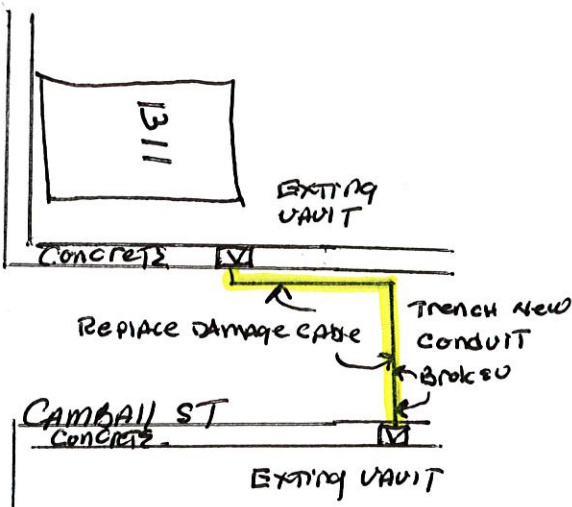 1311
EXTING
VAUIT
CONCRETE
V
REPLACE DAMAGE CABLE
TRENCH NEW
CONDUIT
BROKEN
CAMBAll ST
CONCRETE
V
EXTING VAUIT